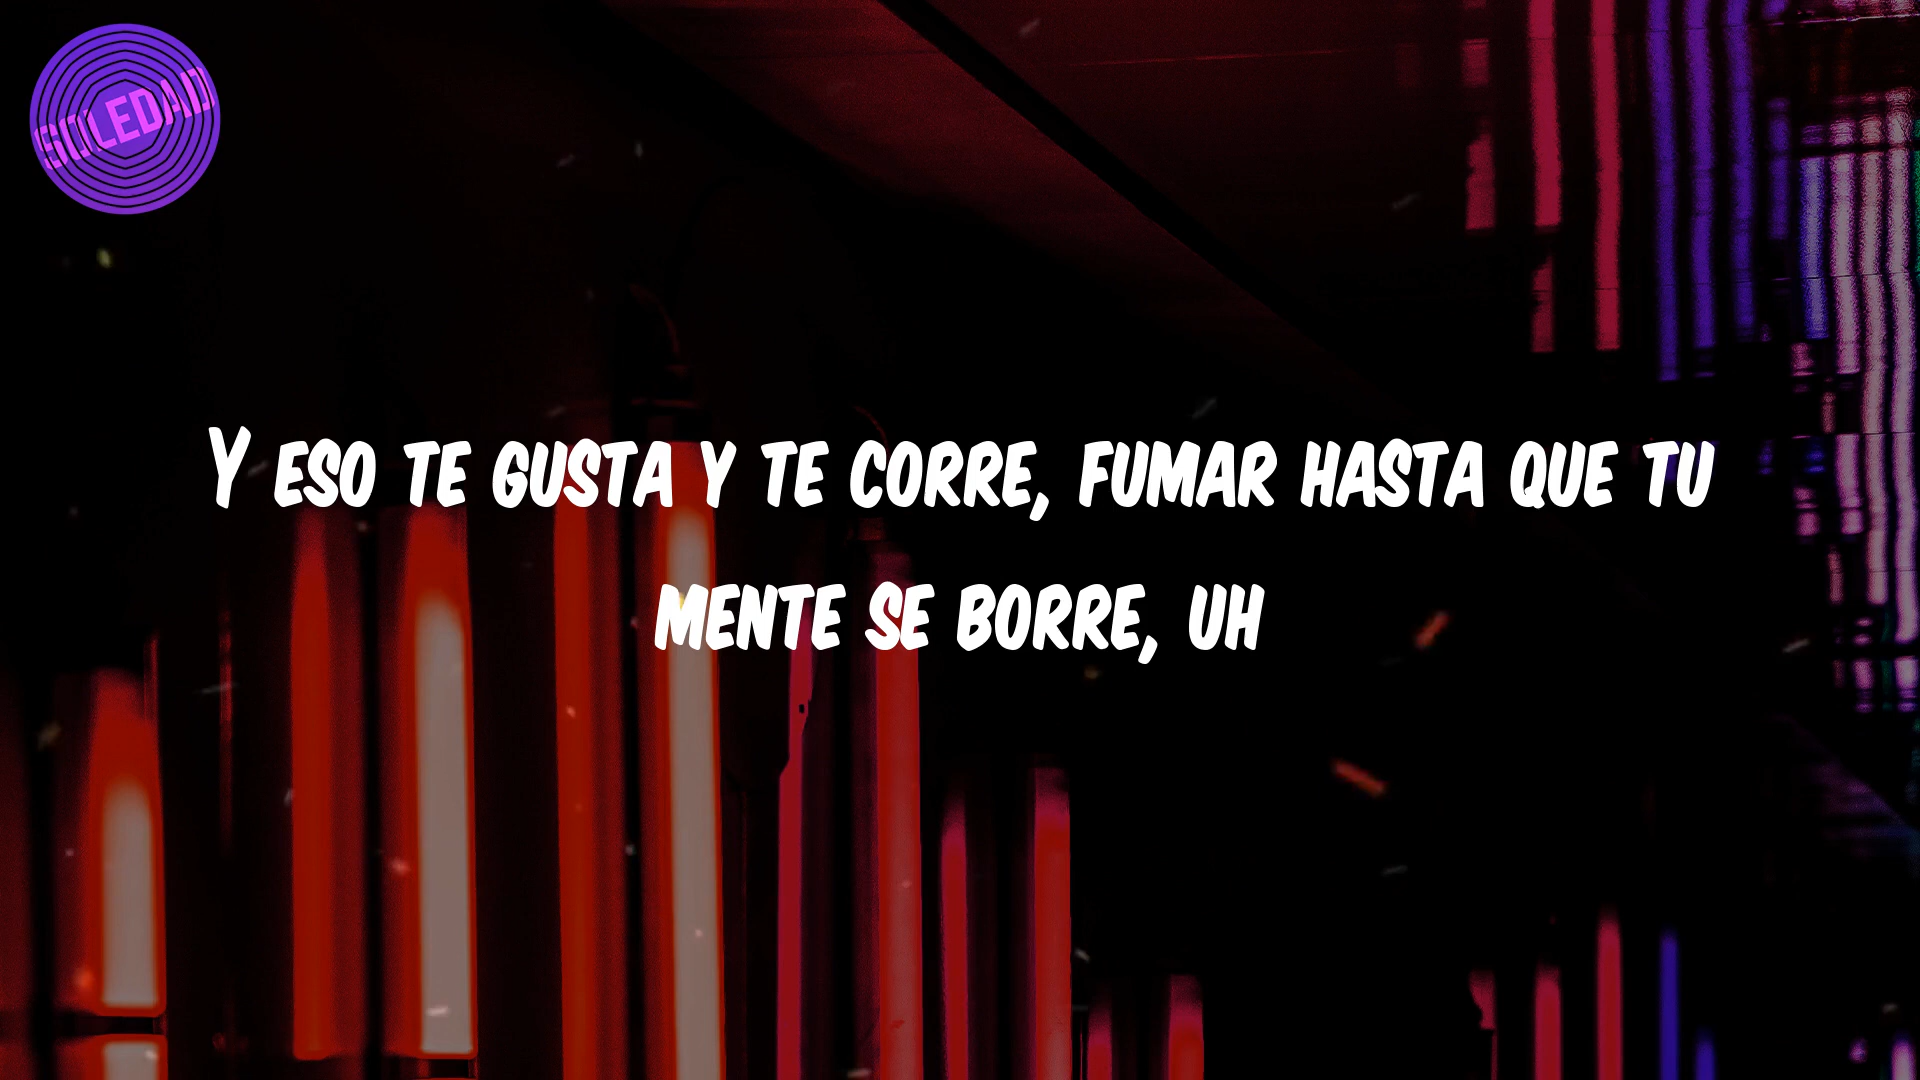 SOLEDAD
Y ESO TE GUSTA Y TE CORRE, FUMAR HASTA QUE TU
MENTE SE BORRE, UH